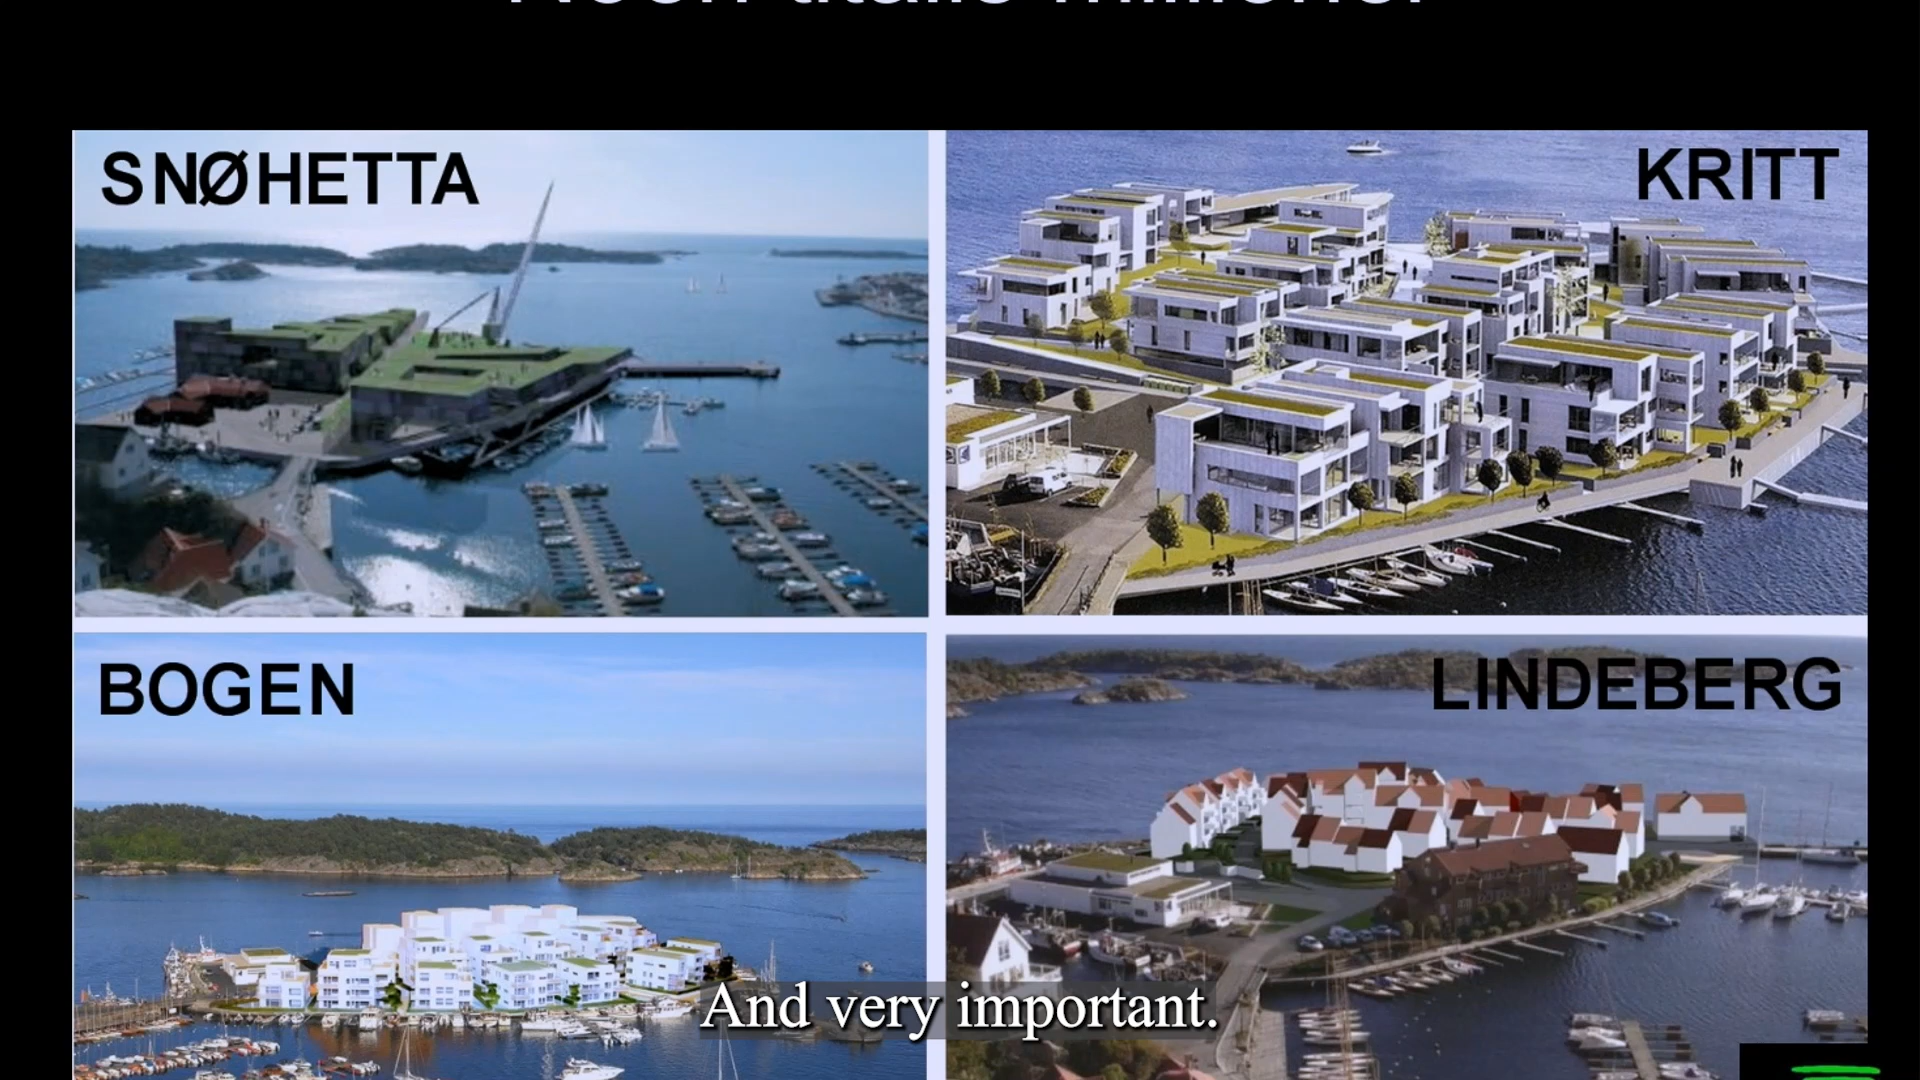 SNØHETTA
KRITT
BOGEN
LINDEBERG
And very important.